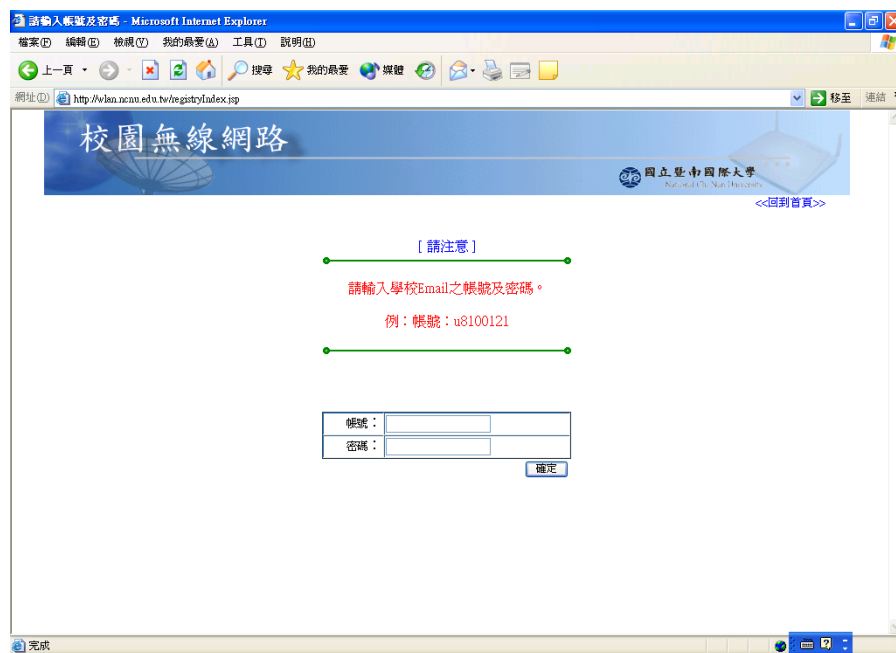 請輸入帳號及密碼 - Microsoft Internet Explorer
檔案(F) 編輯(E) 檢視(V) 我的最愛(A) 工具(T) 說明(H)
上一頁 搜尋 我的最愛 媒體
網址(D) http://wlan.ncnu.edu.tw/registryIndex.jsp 移至 連結
校園無線網路
國立暨南國際大學
National Chi Nan University
<<回到首頁>>
[ 請注意 ]
請輸入學校Email之帳號及密碼。
例：帳號：u8100121
帳號：
密碼：
確定
完成